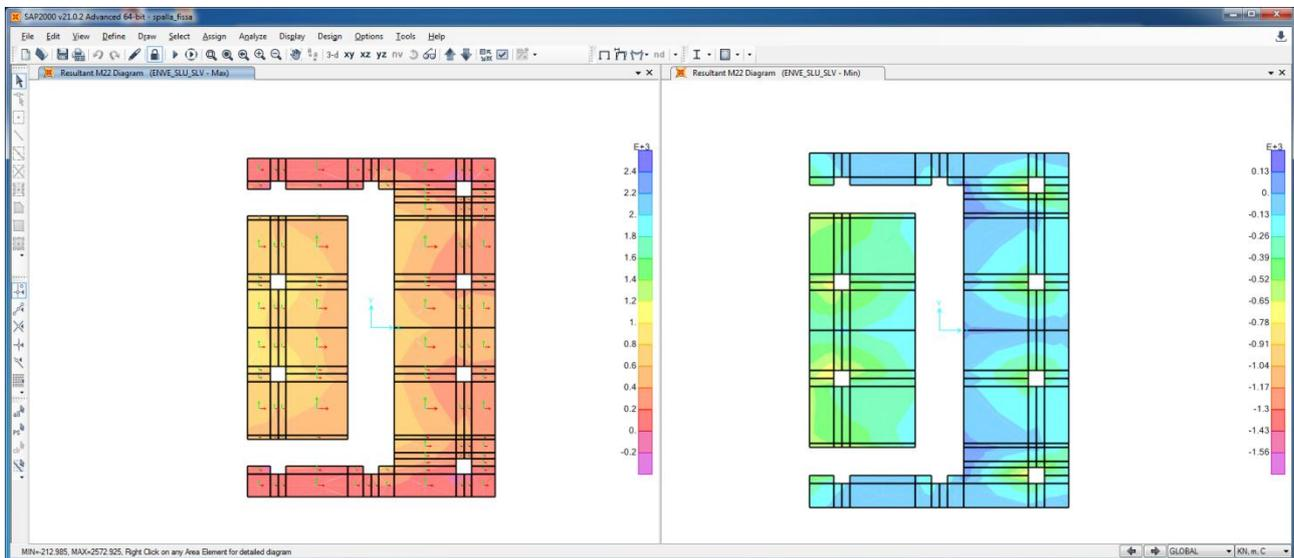 SAP2000 v21.0.2 Advanced 64-bit - spalla_fissa
File Edit View Define Draw Select Assign Analyze Display Design Options Tools Help
3-d xy xz yz nv nd
Resultant M22 Diagram (ENVE_SLU_SLV - Max)
Resultant M22 Diagram (ENVE_SLU_SLV - Min)
E+3
2.4
2.2
2.
1.8
1.6
1.4
1.2
1.
0.8
0.6
0.4
0.2
0.
-0.2
E+3
0.13
0.
-0.13
-0.26
-0.39
-0.52
-0.65
-0.78
-0.91
-1.04
-1.17
-1.3
-1.43
-1.56
all
PS
clr
MIN=-212.985, MAX=2572.925, Right Click on any Area Element for detailed diagram
GLOBAL
KN, m, C